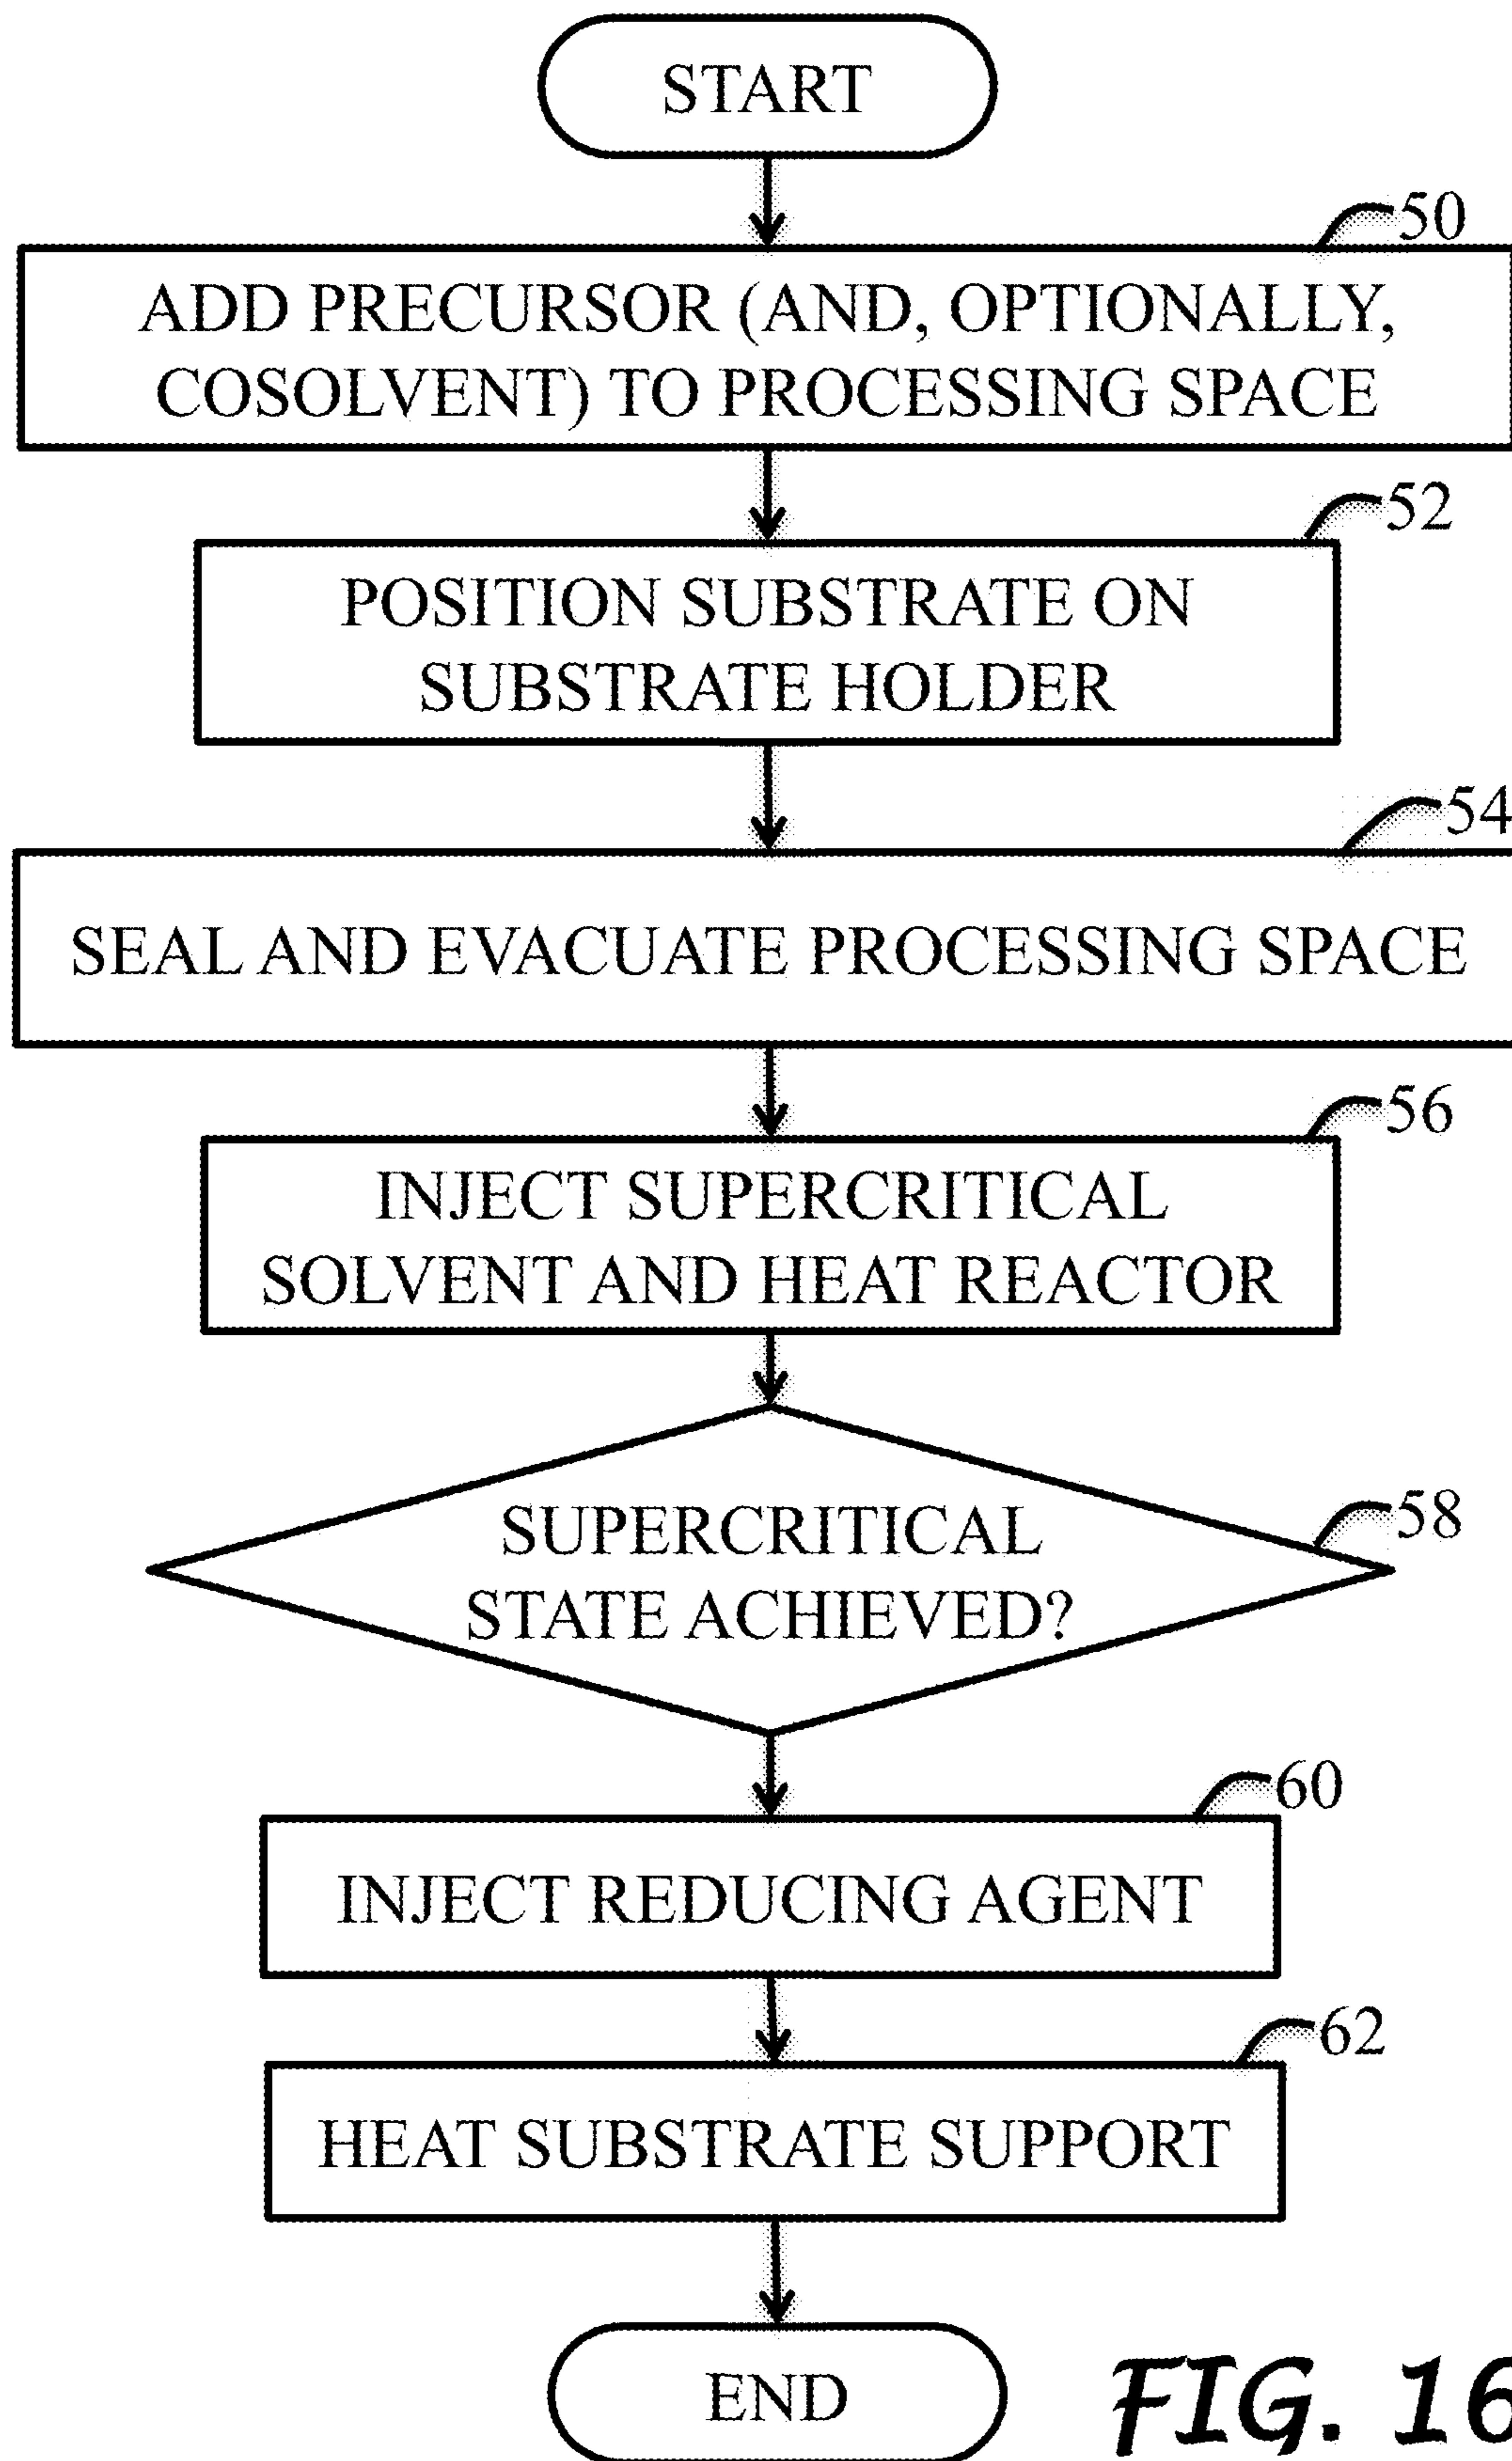 START
50
ADD PRECURSOR (AND, OPTIONALLY,
COSOLVENT) TO PROCESSING SPACE
52
POSITION SUBSTRATE ON
SUBSTRATE HOLDER
54
SEAL AND EVACUATE PROCESSING SPACE
56
INJECT SUPERCRITICAL
SOLVENT AND HEAT REACTOR
58
SUPERCRITICAL
STATE ACHIEVED?
60
INJECT REDUCING AGENT
62
HEAT SUBSTRATE SUPPORT
END
FIG. 16